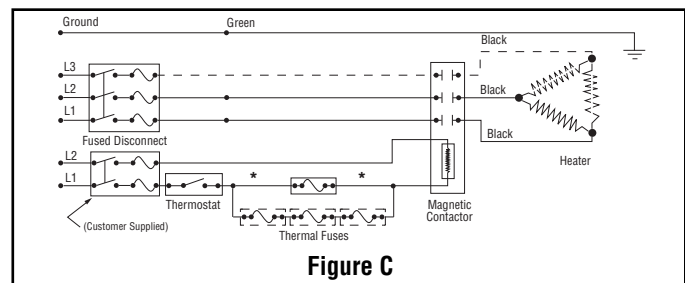 Ground
Green
Black
L3
L2
Black
L1
Black
Fused Disconnect
Heater
L2
L1
*
*
Thermostat
Magnetic
Contactor
(Customer Supplied)
Thermal Fuses
Figure C